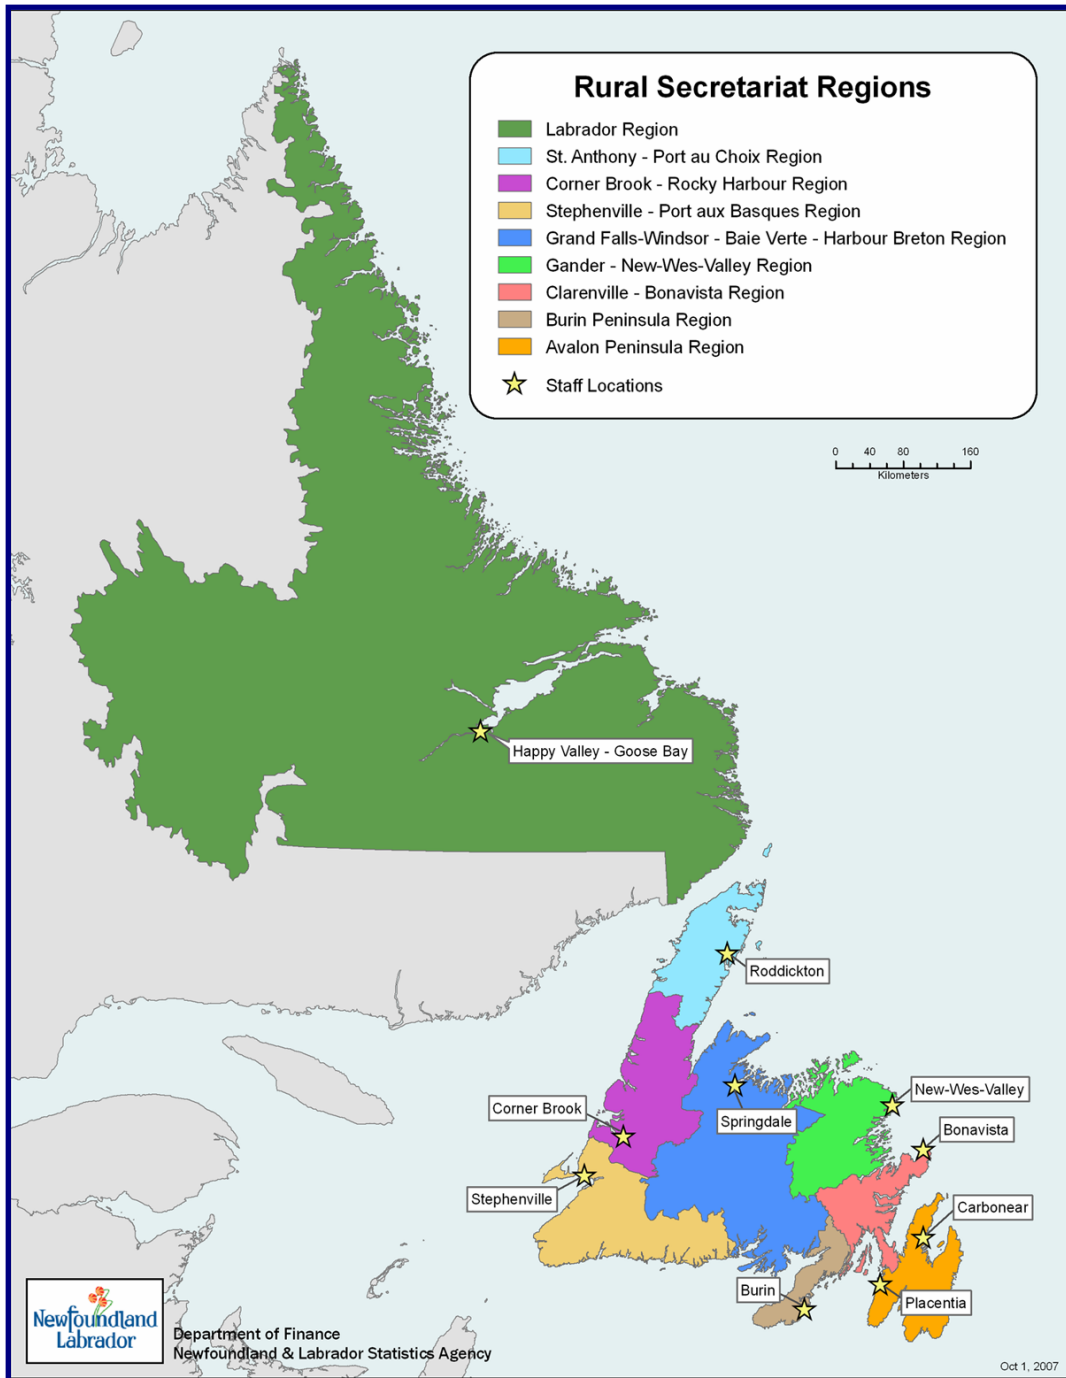 Rural Secretariat Regions
Labrador Region
St. Anthony - Port au Choix Region
Corner Brook - Rocky Harbour Region
Stephenville - Port aux Basques Region
Grand Falls-Windsor - Baie Verte - Harbour Breton Region
Gander - New-Wes-Valley Region
Clarenville - Bonavista Region
Burin Peninsula Region
Avalon Peninsula Region
Staff Locations
0 40 80 160
Kilometers
Happy Valley - Goose Bay
Roddickton
New-Wes-Valley
Corner Brook
Springdale
Bonavista
Stephenville
Carbonear
Burin
Placentia
Newfoundland
Labrador
Department of Finance
Newfoundland & Labrador Statistics Agency
Oct 1, 2007